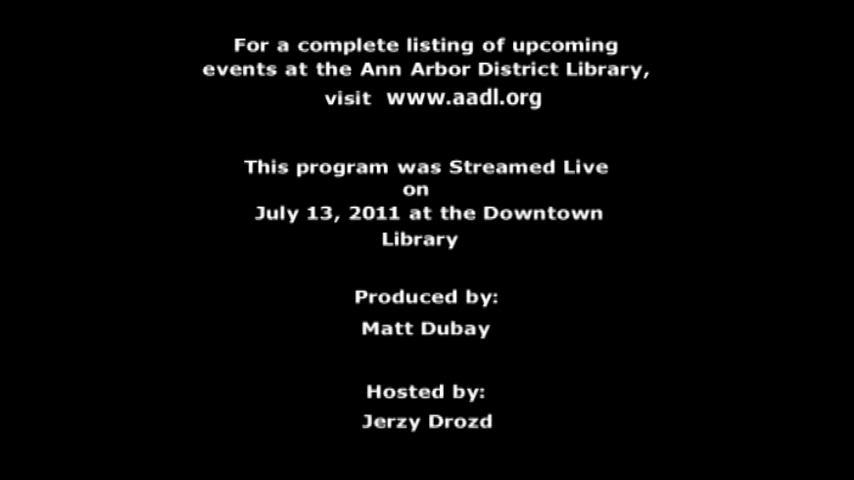 For a complete listing of upcoming
events at the Ann Arbor District Library,
visit www.aadl.org
This program was Streamed Live
on
July 13, 2011 at the Downtown
Library
Produced by:
Matt Dubay
Hosted by:
Jerzy Drozd